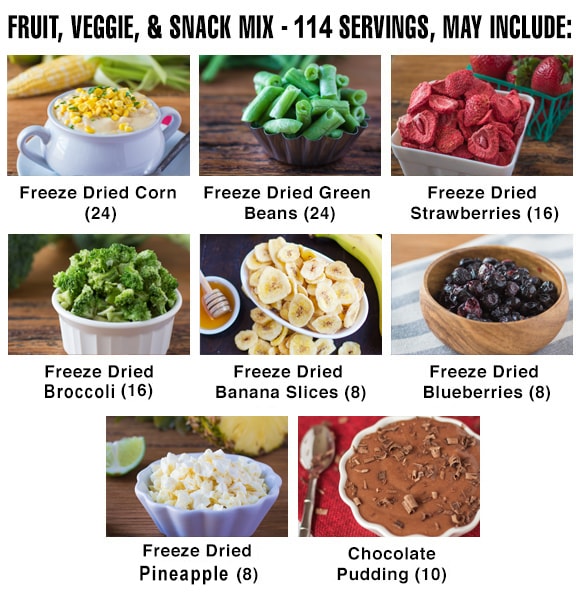 FRUIT, VEGGIE, & SNACK MIX - 114 SERVINGS, MAY INCLUDE:
Freeze Dried Corn
(24)
Freeze Dried Green
Beans (24)
Freeze Dried
Strawberries (16)
Freeze Dried
Broccoli (16)
Freeze Dried
Banana Slices (8)
Freeze Dried
Blueberries (8)
Freeze Dried
Pineapple (8)
Chocolate
Pudding (10)